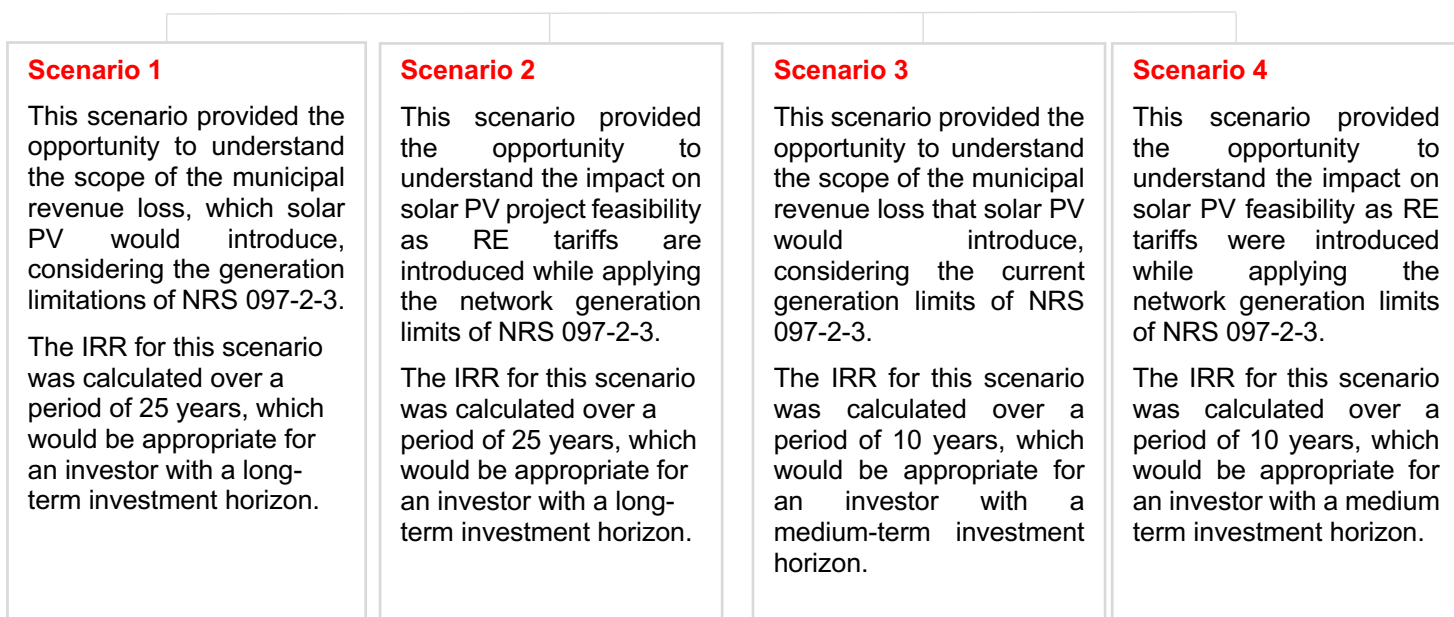 Scenario 1
This scenario provided the
opportunity to understand
the scope of the municipal
revenue loss, which solar
PV would introduce,
considering the generation
limitations of NRS 097-2-3.
The IRR for this scenario
was calculated over a
period of 25 years, which
would be appropriate for
an investor with a long-
term investment horizon.
Scenario 2
This scenario provided
the opportunity to
understand the impact on
solar PV project feasibility
as RE tariffs are
introduced while applying
the network generation
limits of NRS 097-2-3.
The IRR for this scenario
was calculated over a
period of 25 years, which
would be appropriate for
an investor with a long-
term investment horizon.
Scenario 3
This scenario provided the
opportunity to understand
the scope of the municipal
revenue loss that solar PV
would introduce,
considering the current
generation limits of NRS
097-2-3.
The IRR for this scenario
was calculated over a
period of 10 years, which
would be appropriate for
an investor with a
medium-term investment
horizon.
Scenario 4
This scenario provided
the opportunity to
understand the impact on
solar PV feasibility as RE
tariffs were introduced
while applying the
network generation limits
of NRS 097-2-3.
The IRR for this scenario
was calculated over a
period of 10 years, which
would be appropriate for
an investor with a medium
term investment horizon.